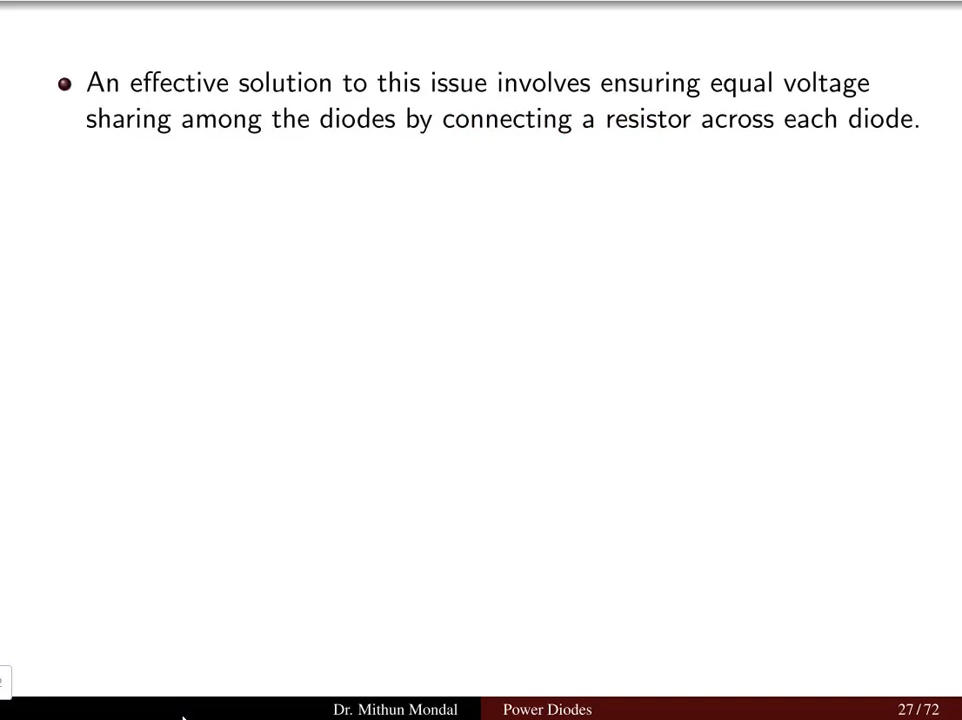 An effective solution to this issue involves ensuring equal voltage
sharing among the diodes by connecting a resistor across each diode.
Dr. Mithun Mondal Power Diodes 27 / 72